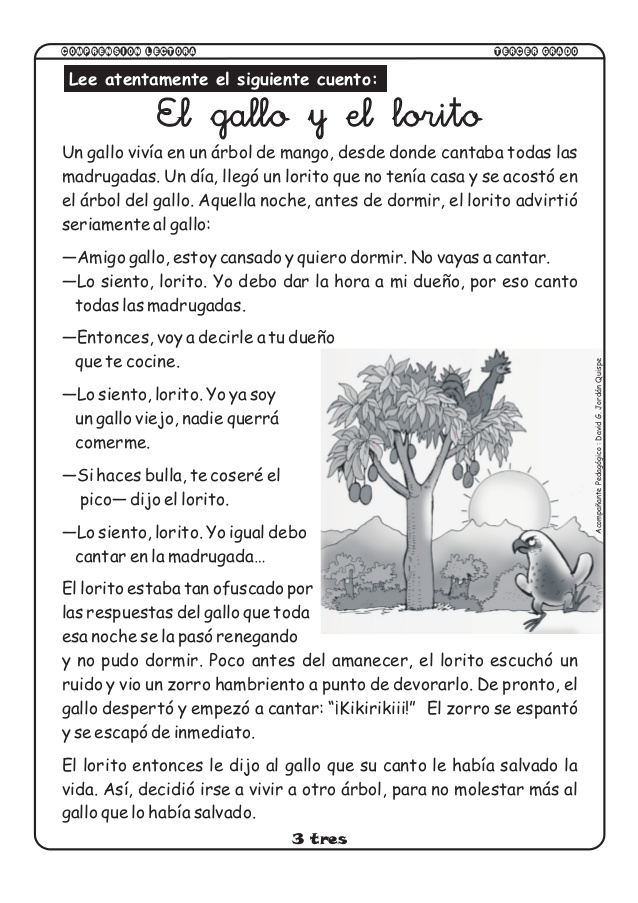 COMPRENSIÓN LECTORA
TERCER GRADO
Lee atentamente el siguiente cuento:
El gallo y el lorito
Un gallo vivía en un árbol de mango, desde donde cantaba todas las
madrugadas. Un día, llegó un lorito que no tenía casa y se acostó en
el árbol del gallo. Aquella noche, antes de dormir, el lorito advirtió
seriamente al gallo:
—Amigo gallo, estoy cansado y quiero dormir. No vayas a cantar.
—Lo siento, lorito. Yo debo dar la hora a mi dueño, por eso canto
todas las madrugadas.
—Entonces, voy a decirle a tu dueño
que te cocine.
—Lo siento, lorito. Yo ya soy
un gallo viejo, nadie querrá
comerme.
—Si haces bulla, te coseré el
pico— dijo el lorito.
—Lo siento, lorito. Yo igual debo
cantar en la madrugada...
El lorito estaba tan ofuscado por
las respuestas del gallo que toda
esa noche se la pasó renegando
y no pudo dormir. Poco antes del amanecer, el lorito escuchó un
ruido y vio un zorro hambriento a punto de devorarlo. De pronto, el
gallo despertó y empezó a cantar: “¡Kikirikiii!” El zorro se espantó
y se escapó de inmediato.
El lorito entonces le dijo al gallo que su canto le había salvado la
vida. Así, decidió irse a vivir a otro árbol, para no molestar más al
gallo que lo había salvado.
Acompañante Pedagógico : David G. Jordán Quispe
3 tres